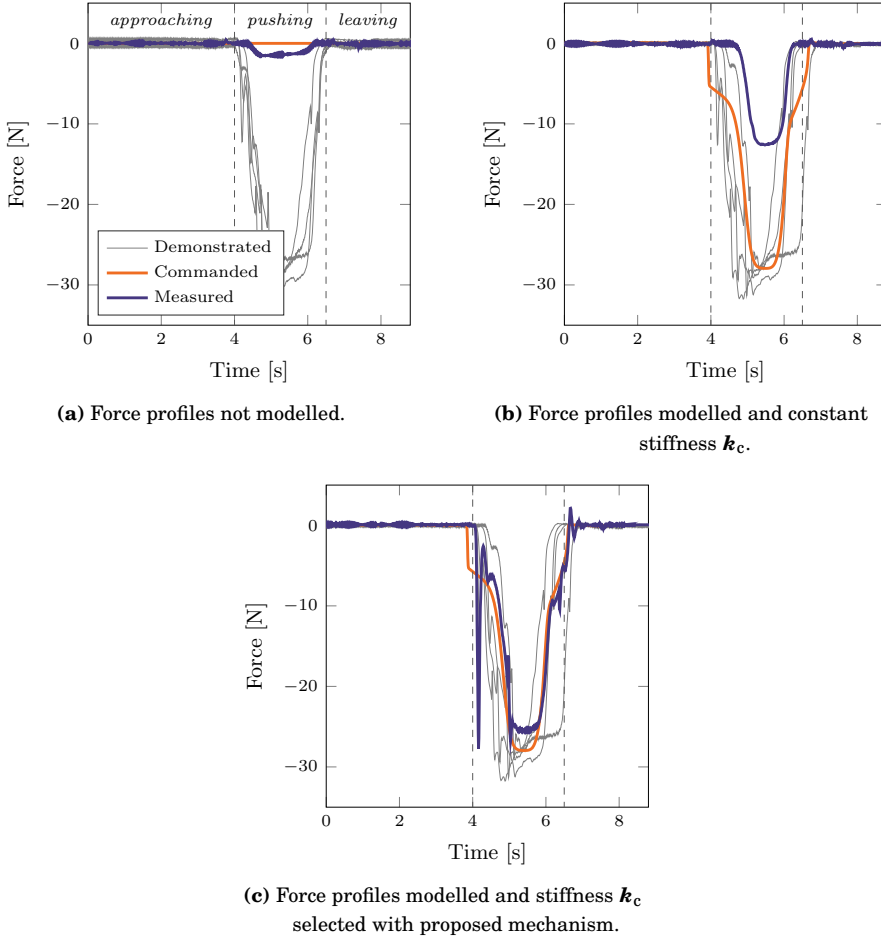 approaching pushing leaving
0
−10
−20
−30
Force [N]
Demonstrated
Commanded
Measured
0 2 4 6 8
Time [s]
(a) Force profiles not modelled.
0
−10
−20
−30
Force [N]
0 2 4 6 8
Time [s]
(b) Force profiles modelled and constant
stiffness kc.
0
−10
−20
−30
Force [N]
0 2 4 6 8
Time [s]
(c) Force profiles modelled and stiffness kc
selected with proposed mechanism.